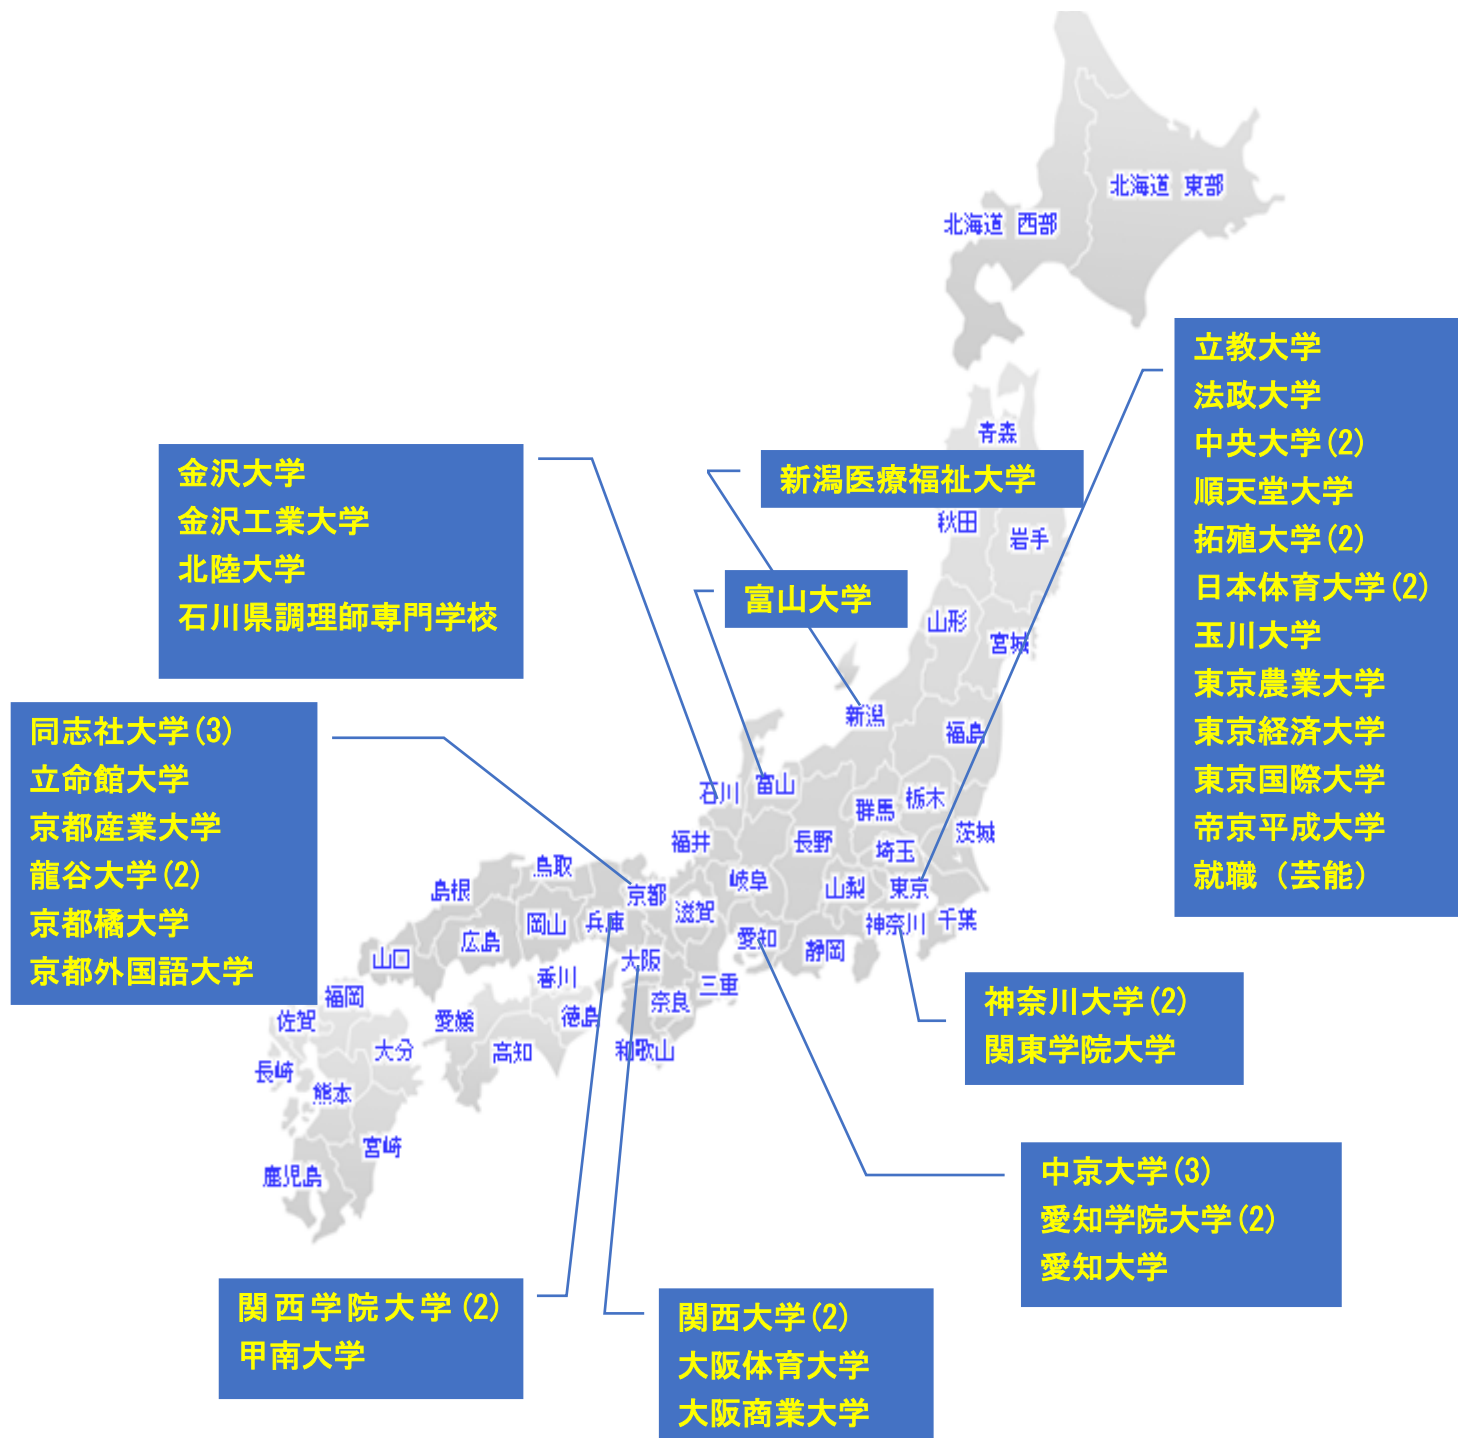 北海道 東部
北海道 西部
立教大学
法政大学
中央大学(2)
順天堂大学
拓殖大学(2)
日本体育大学(2)
玉川大学
東京農業大学
東京経済大学
東京国際大学
帝京平成大学
就職（芸能）
青森
金沢大学
金沢工業大学
北陸大学
石川県調理師専門学校
新潟医療福祉大学
秋田
岩手
富山大学
山形
宮城
同志社大学(3)
立命館大学
京都産業大学
龍谷大学(2)
京都橘大学
京都外国語大学
新潟
福島
石川
富山
群馬
栃木
福井
長野
埼玉
茨城
鳥取
島根
京都
岐阜
山梨
東京
滋賀
岡山
兵庫
神奈川
千葉
広島
愛知
静岡
山口
大阪
香川
三重
奈良
福岡
佐賀
愛媛
徳島
高知
和歌山
大分
長崎
熊本
宮崎
鹿児島
神奈川大学(2)
関東学院大学
中京大学(3)
愛知学院大学(2)
愛知大学
関西学院大学(2)
甲南大学
関西大学(2)
大阪体育大学
大阪商業大学